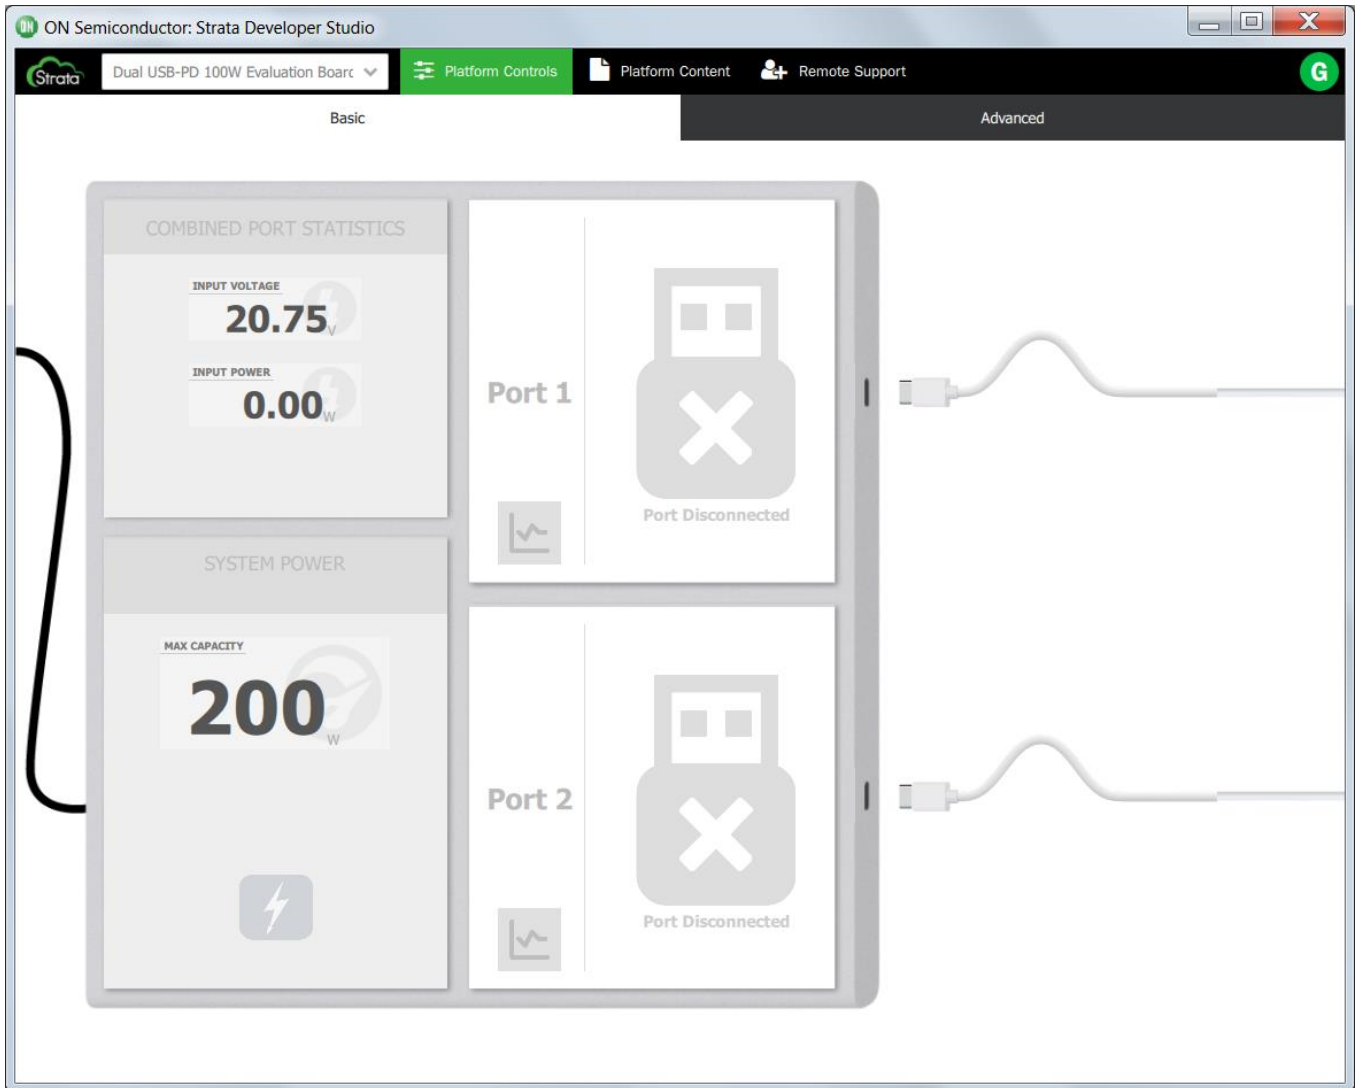 ON ON Semiconductor: Strata Developer Studio
Strata Dual USB-PD 100W Evaluation Boarc Platform Controls Platform Content Remote Support G
Basic Advanced
COMBINED PORT STATISTICS
INPUT VOLTAGE
20.75 V
INPUT POWER
0.00 W
Port 1
Port Disconnected
SYSTEM POWER
MAX CAPACITY
200 W
Port 2
Port Disconnected